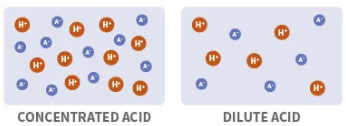 H+ A- H+ H+ A-
A- A- A- H+
H+ H+ A- H+ A-
A- A- H+ A- H+ H+
H+ A- H+ A-
H+ H+ A-
A- A- H+
CONCENTRATED ACID DILUTE ACID